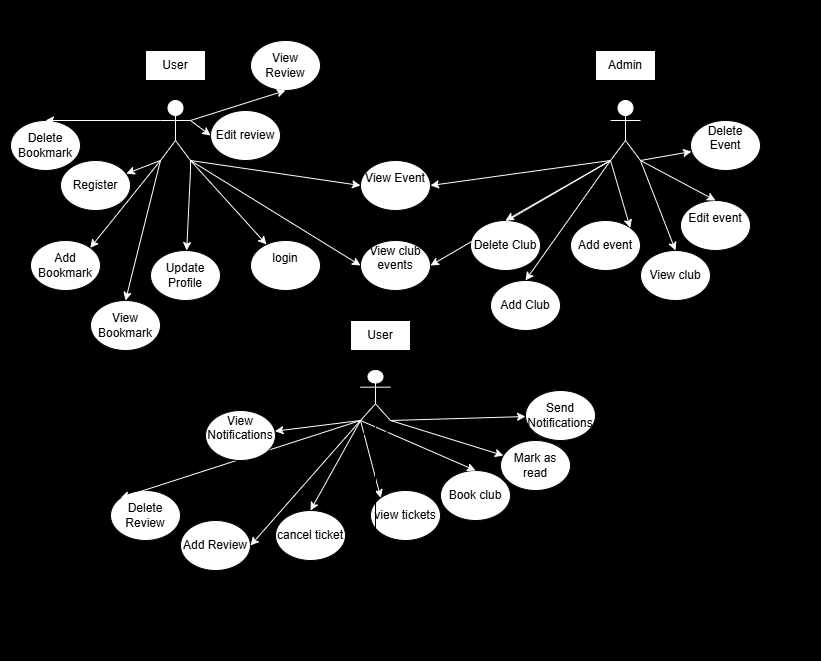 User
View
Review
Admin
Delete
Bookmark
Edit review
Delete
Event
Register
View Event
Edit event
Add
Bookmark
Update
Profile
login
View club
events
Delete Club
Add event
View club
View
Bookmark
Add Club
User
View
Notifications
Send
Notifications
Mark as
read
Delete
Review
Add Review
cancel ticket
view tickets
Book club